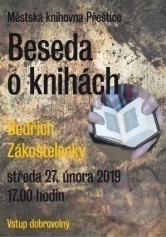 Městská knihovna Přeštice
Beseda
o knihách
Bedřich
Zákostelecký
středa 27. února 2019
17.00 hodin
Vstup dobrovolný